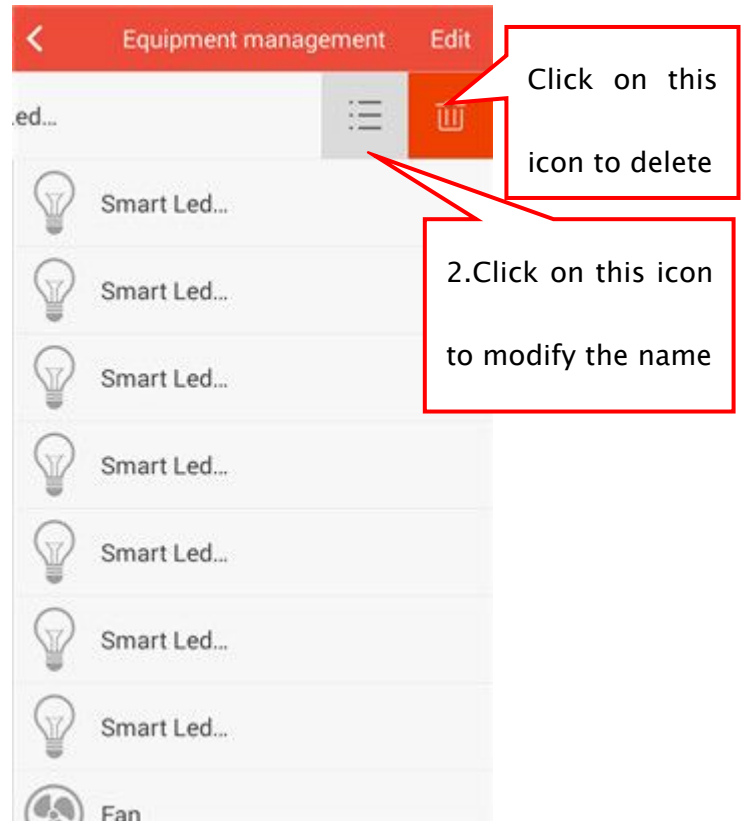 Equipment management Edit
.ed...
Click on this
icon to delete
Smart Led...
2.Click on this icon
to modify the name
Smart Led...
Smart Led...
Smart Led...
Smart Led...
Smart Led...
Smart Led...
Fan